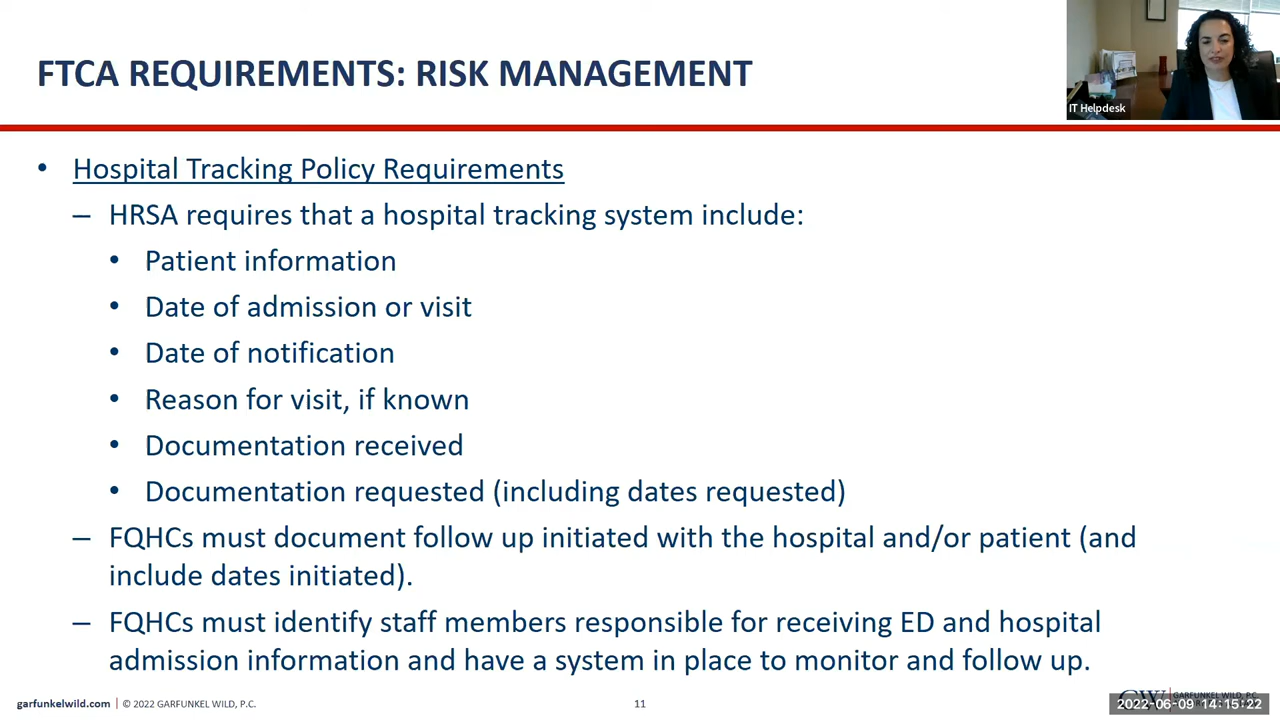 FTCA REQUIREMENTS: RISK MANAGEMENT
IT Helpdesk
• Hospital Tracking Policy Requirements
– HRSA requires that a hospital tracking system include:
• Patient information
• Date of admission or visit
• Date of notification
• Reason for visit, if known
• Documentation received
• Documentation requested (including dates requested)
– FQHCs must document follow up initiated with the hospital and/or patient (and
include dates initiated).
– FQHCs must identify staff members responsible for receiving ED and hospital
admission information and have a system in place to monitor and follow up.
garfunkelwild.com | © 2022 GARFUNKEL WILD, P.C.
11
GARFUNKEL WILD, P.C.
2022-06-09 14:15:22